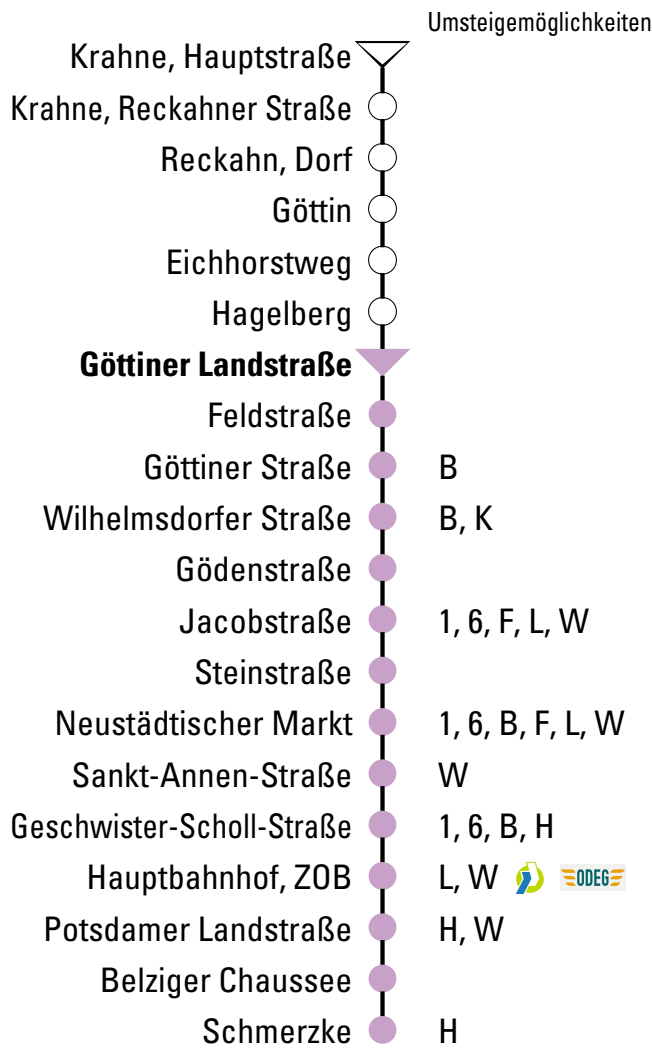 Umsteigemöglichkeiten
Krahne, Hauptstraße
Krahne, Reckahner Straße
Reckahn, Dorf
Göttin
Eichhorstweg
Hagelberg
Göttiner Landstraße
Feldstraße
Göttiner Straße B
Wilhelmsdorfer Straße B, K
Gödenstraße
Jacobstraße 1, 6, F, L, W
Steinstraße
Neustädtischer Markt 1, 6, B, F, L, W
Sankt-Annen-Straße W
Geschwister-Scholl-Straße 1, 6, B, H
Hauptbahnhof, ZOB L, W ODEG
Potsdamer Landstraße H, W
Belziger Chaussee
Schmerzke H